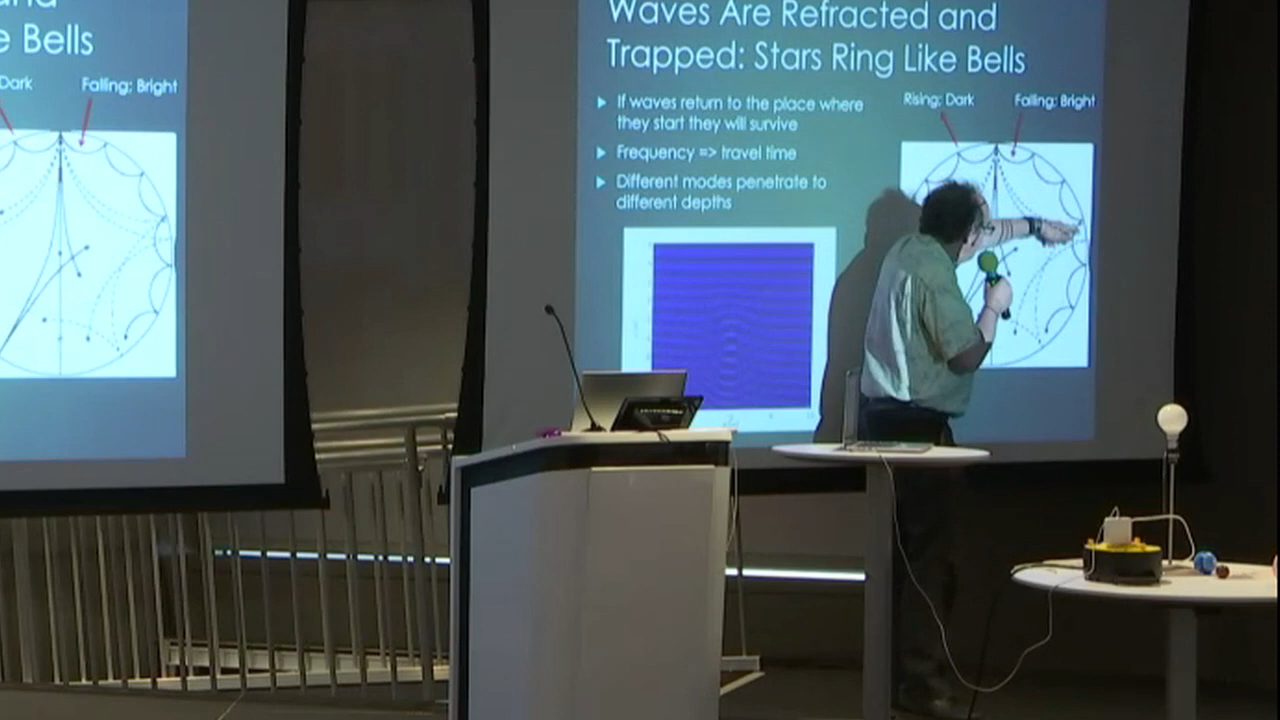 and
e Bells
Dark
Falling: Bright
Waves Are Refracted and
Trapped: Stars Ring Like Bells
If waves return to the place where
they start they will survive
Frequency => travel time
Different modes penetrate to
different depths
Rising: Dark
Falling: Bright